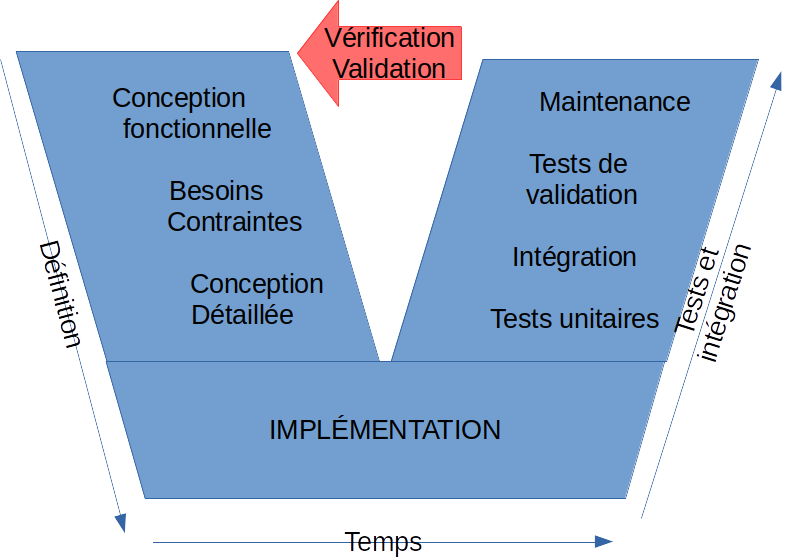 Vérification
Validation
Conception
fonctionnelle
Besoins
Contraintes
Conception
Détaillée
Maintenance
Tests de
validation
Intégration
Tests unitaires
Définition
Tests et
intégration
IMPLÉMENTATION
Temps